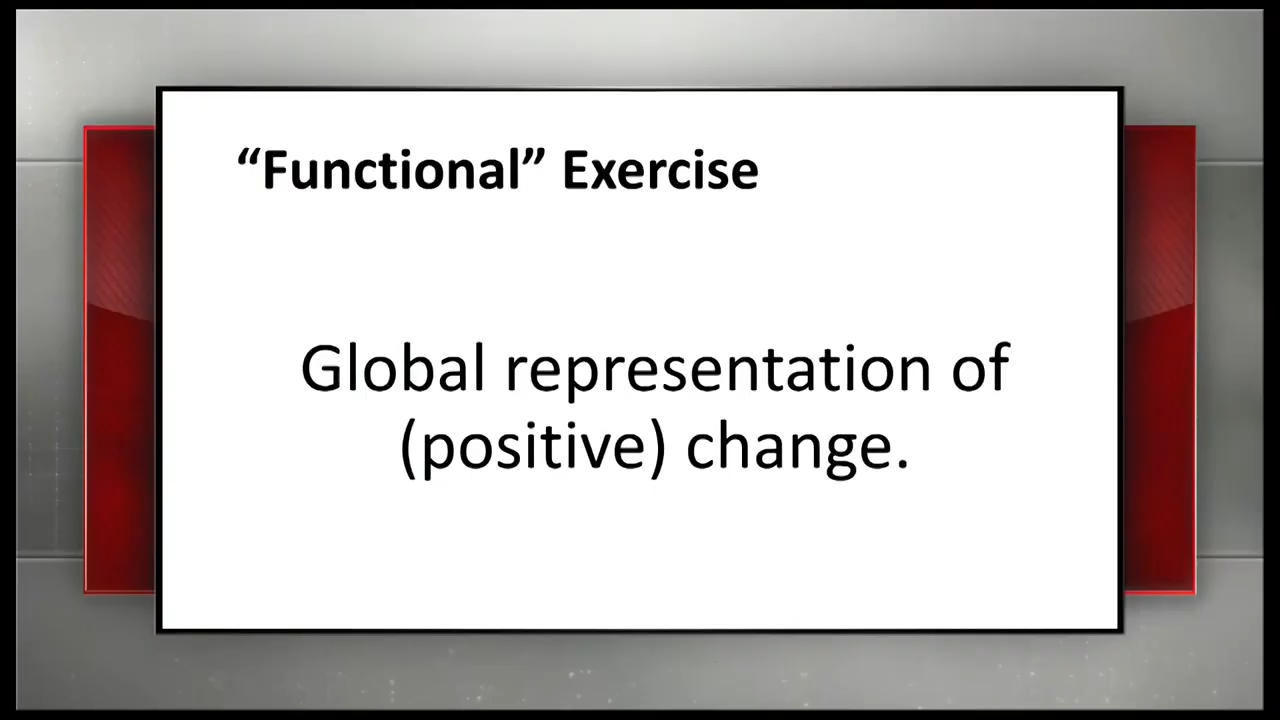 “Functional” Exercise
Global representation of
(positive) change.